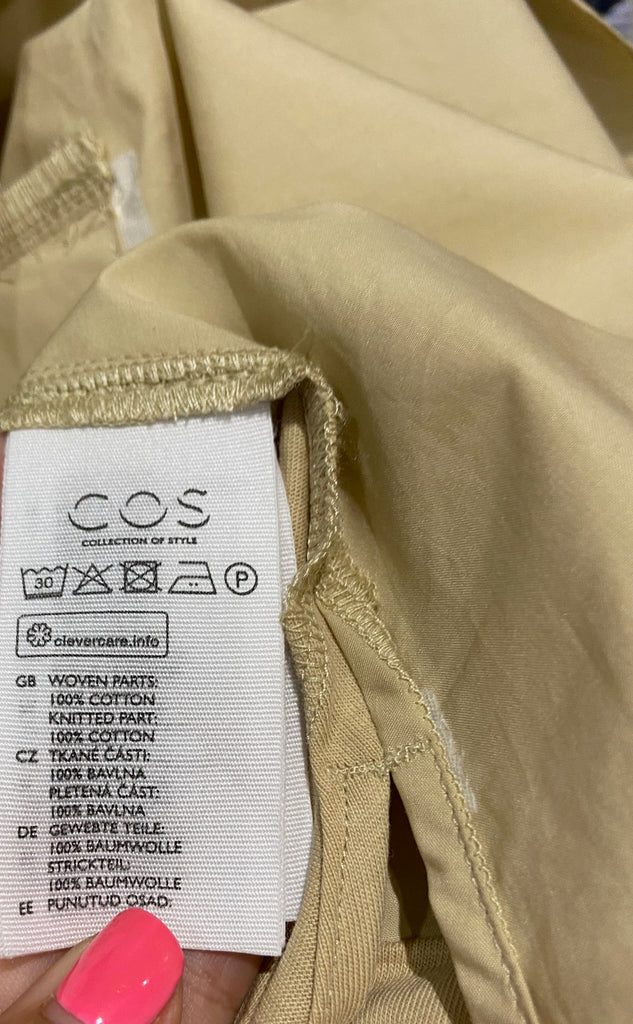 COS
COLLECTION OF STYLE
30 P
clevercare.info
GB WOVEN PARTS:
100% COTTON
KNITTED PART:
100% COTTON
CZ TKANÉ ČÁSTI:
100% BAVLNA
PLETENÁ ČÁST:
100% BAVLNA
DE GEWEBTE TEILE:
100% BAUMWOLLE
STRICKTEIL:
100% BAUMWOLLE
EE PUNUTUD OSAD: